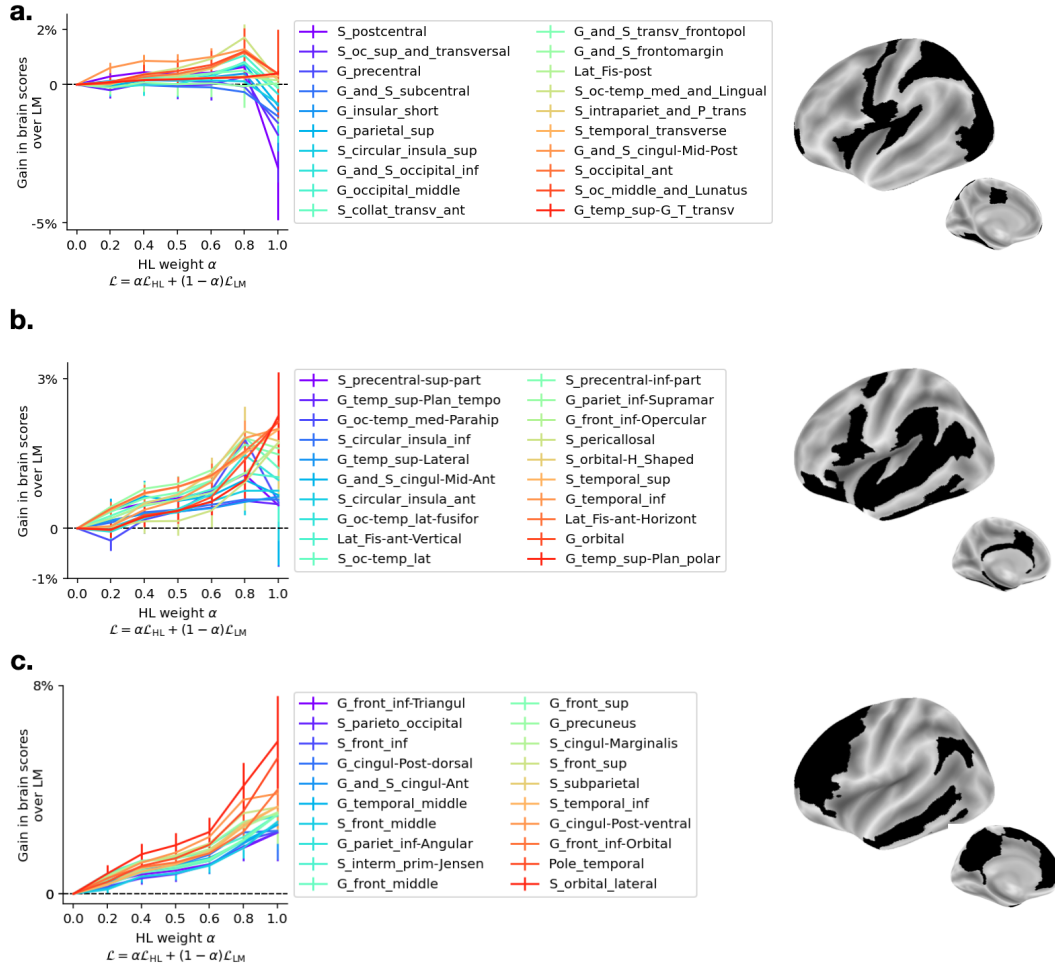 a.
2%
0
-5%
Gain in brain scores
over LM
0.0 0.2 0.4 0.5 0.6 0.8 1.0
HL weight α
ℒ = αℒ_HL + (1 − α)ℒ_LM
S_postcentral
S_oc_sup_and_transversal
G_precentral
G_and_S_subcentral
G_insular_short
G_parietal_sup
S_circular_insula_sup
G_and_S_occipital_inf
G_occipital_middle
S_collat_transv_ant
G_and_S_transv_frontopol
G_and_S_frontomargin
Lat_Fis-post
S_oc-temp_med_and_Lingual
S_intrapariet_and_P_trans
S_temporal_transverse
G_and_S_cingul-Mid-Post
S_occipital_ant
S_oc_middle_and_Lunatus
G_temp_sup-G_T_transv
b.
3%
0
-1%
Gain in brain scores
over LM
0.0 0.2 0.4 0.5 0.6 0.8 1.0
HL weight α
ℒ = αℒ_HL + (1 − α)ℒ_LM
S_precentral-sup-part
G_temp_sup-Plan_tempo
G_oc-temp_med-Parahip
S_circular_insula_inf
G_temp_sup-Lateral
G_and_S_cingul-Mid-Ant
S_circular_insula_ant
G_oc-temp_lat-fusifor
Lat_Fis-ant-Vertical
S_oc-temp_lat
S_precentral-inf-part
G_pariet_inf-Supramar
G_front_inf-Opercular
S_pericallosal
S_orbital-H_Shaped
S_temporal_sup
G_temporal_inf
Lat_Fis-ant-Horizont
G_orbital
G_temp_sup-Plan_polar
c.
8%
0
Gain in brain scores
over LM
0.0 0.2 0.4 0.5 0.6 0.8 1.0
HL weight α
ℒ = αℒ_HL + (1 − α)ℒ_LM
G_front_inf-Triangul
S_parieto_occipital
S_front_inf
G_cingul-Post-dorsal
G_and_S_cingul-Ant
G_temporal_middle
S_front_middle
G_pariet_inf-Angular
S_interm_prim-Jensen
G_front_middle
G_front_sup
G_precuneus
S_cingul-Marginalis
S_front_sup
S_subparietal
S_temporal_inf
G_cingul-Post-ventral
G_front_inf-Orbital
Pole_temporal
S_orbital_lateral